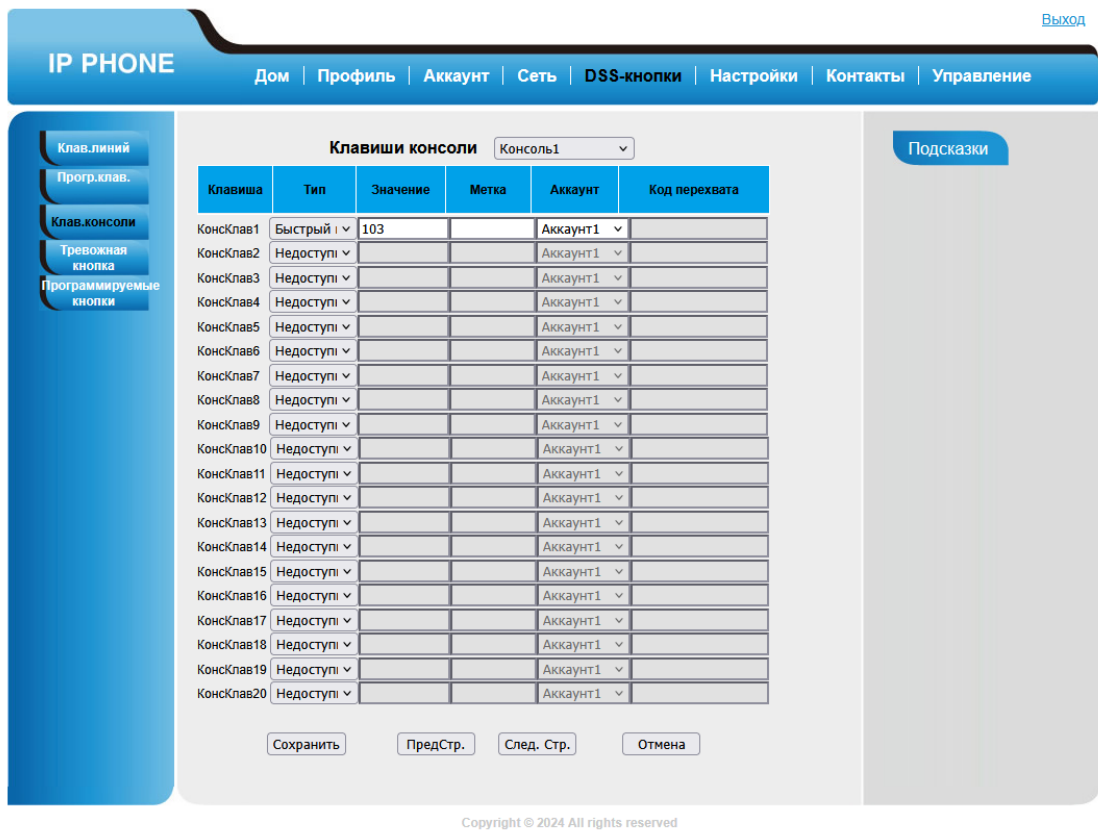 Выход
IP PHONE
Дом Профиль Аккаунт Сеть DSS-кнопки Настройки Контакты Управление
Клав.линий
Прогр.клав.
Клав.консоли
Тревожная
кнопка
Программируемые
кнопки
Клавиши консоли Консоль1
Клавиша Тип Значение Метка Аккаунт Код перехвата
КонсКлав1 Быстрый 103 Аккаунт1
КонсКлав2 Недоступ Аккаунт1
КонсКлав3 Недоступ Аккаунт1
КонсКлав4 Недоступ Аккаунт1
КонсКлав5 Недоступ Аккаунт1
КонсКлав6 Недоступ Аккаунт1
КонсКлав7 Недоступ Аккаунт1
КонсКлав8 Недоступ Аккаунт1
КонсКлав9 Недоступ Аккаунт1
КонсКлав10 Недоступ Аккаунт1
КонсКлав11 Недоступ Аккаунт1
КонсКлав12 Недоступ Аккаунт1
КонсКлав13 Недоступ Аккаунт1
КонсКлав14 Недоступ Аккаунт1
КонсКлав15 Недоступ Аккаунт1
КонсКлав16 Недоступ Аккаунт1
КонсКлав17 Недоступ Аккаунт1
КонсКлав18 Недоступ Аккаунт1
КонсКлав19 Недоступ Аккаунт1
КонсКлав20 Недоступ Аккаунт1
Сохранить ПредСтр. След. Стр. Отмена
Подсказки
Copyright © 2024 All rights reserved